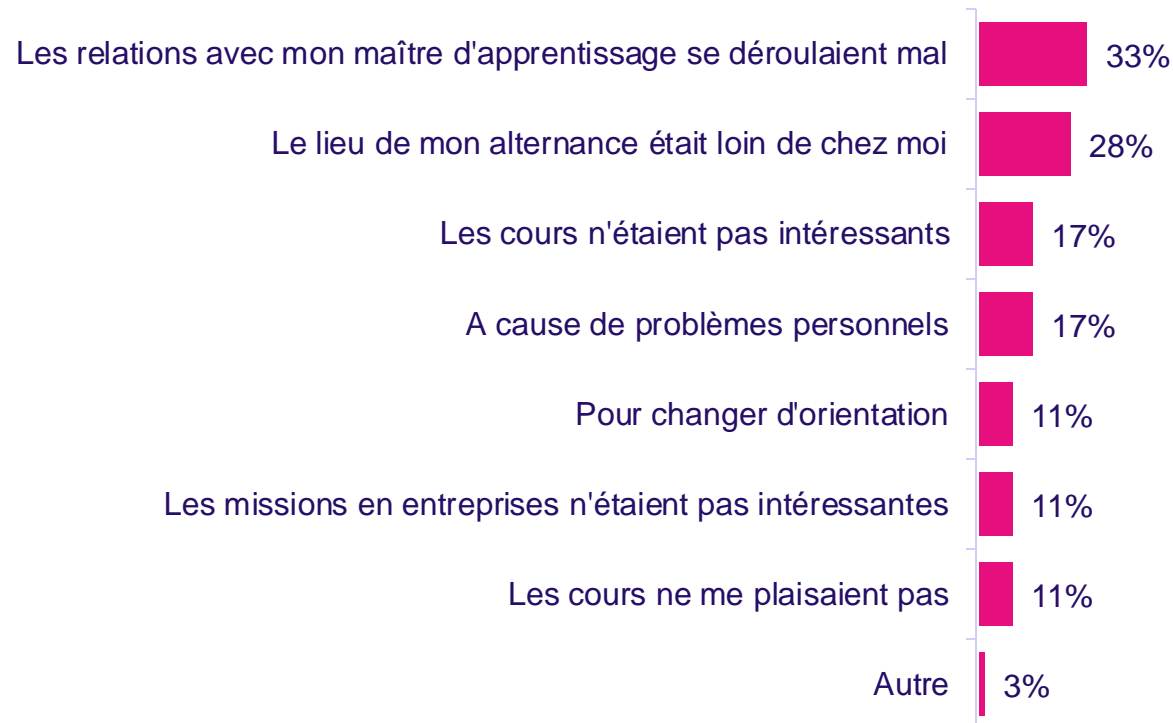 Les relations avec mon maître d'apprentissage se déroulaient mal 33%
Le lieu de mon alternance était loin de chez moi 28%
Les cours n'étaient pas intéressants 17%
A cause de problèmes personnels 17%
Pour changer d'orientation 11%
Les missions en entreprises n'étaient pas intéressantes 11%
Les cours ne me plaisaient pas 11%
Autre 3%